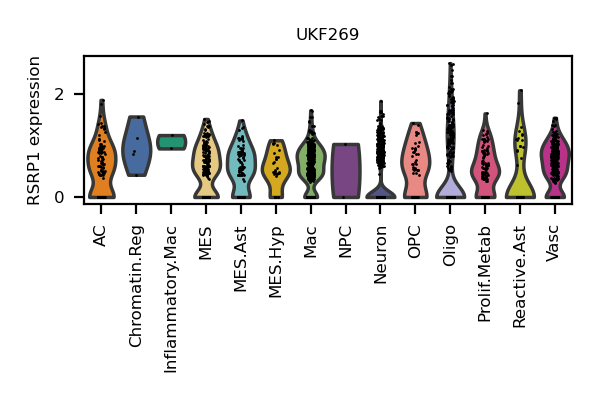 UKF269
RSRP1 expression
2
0
AC
Chromatin.Reg
Inflammatory.Mac
MES
MES.Ast
MES.Hyp
Mac
NPC
Neuron
OPC
Oligo
Prolif.Metab
Reactive.Ast
Vasc